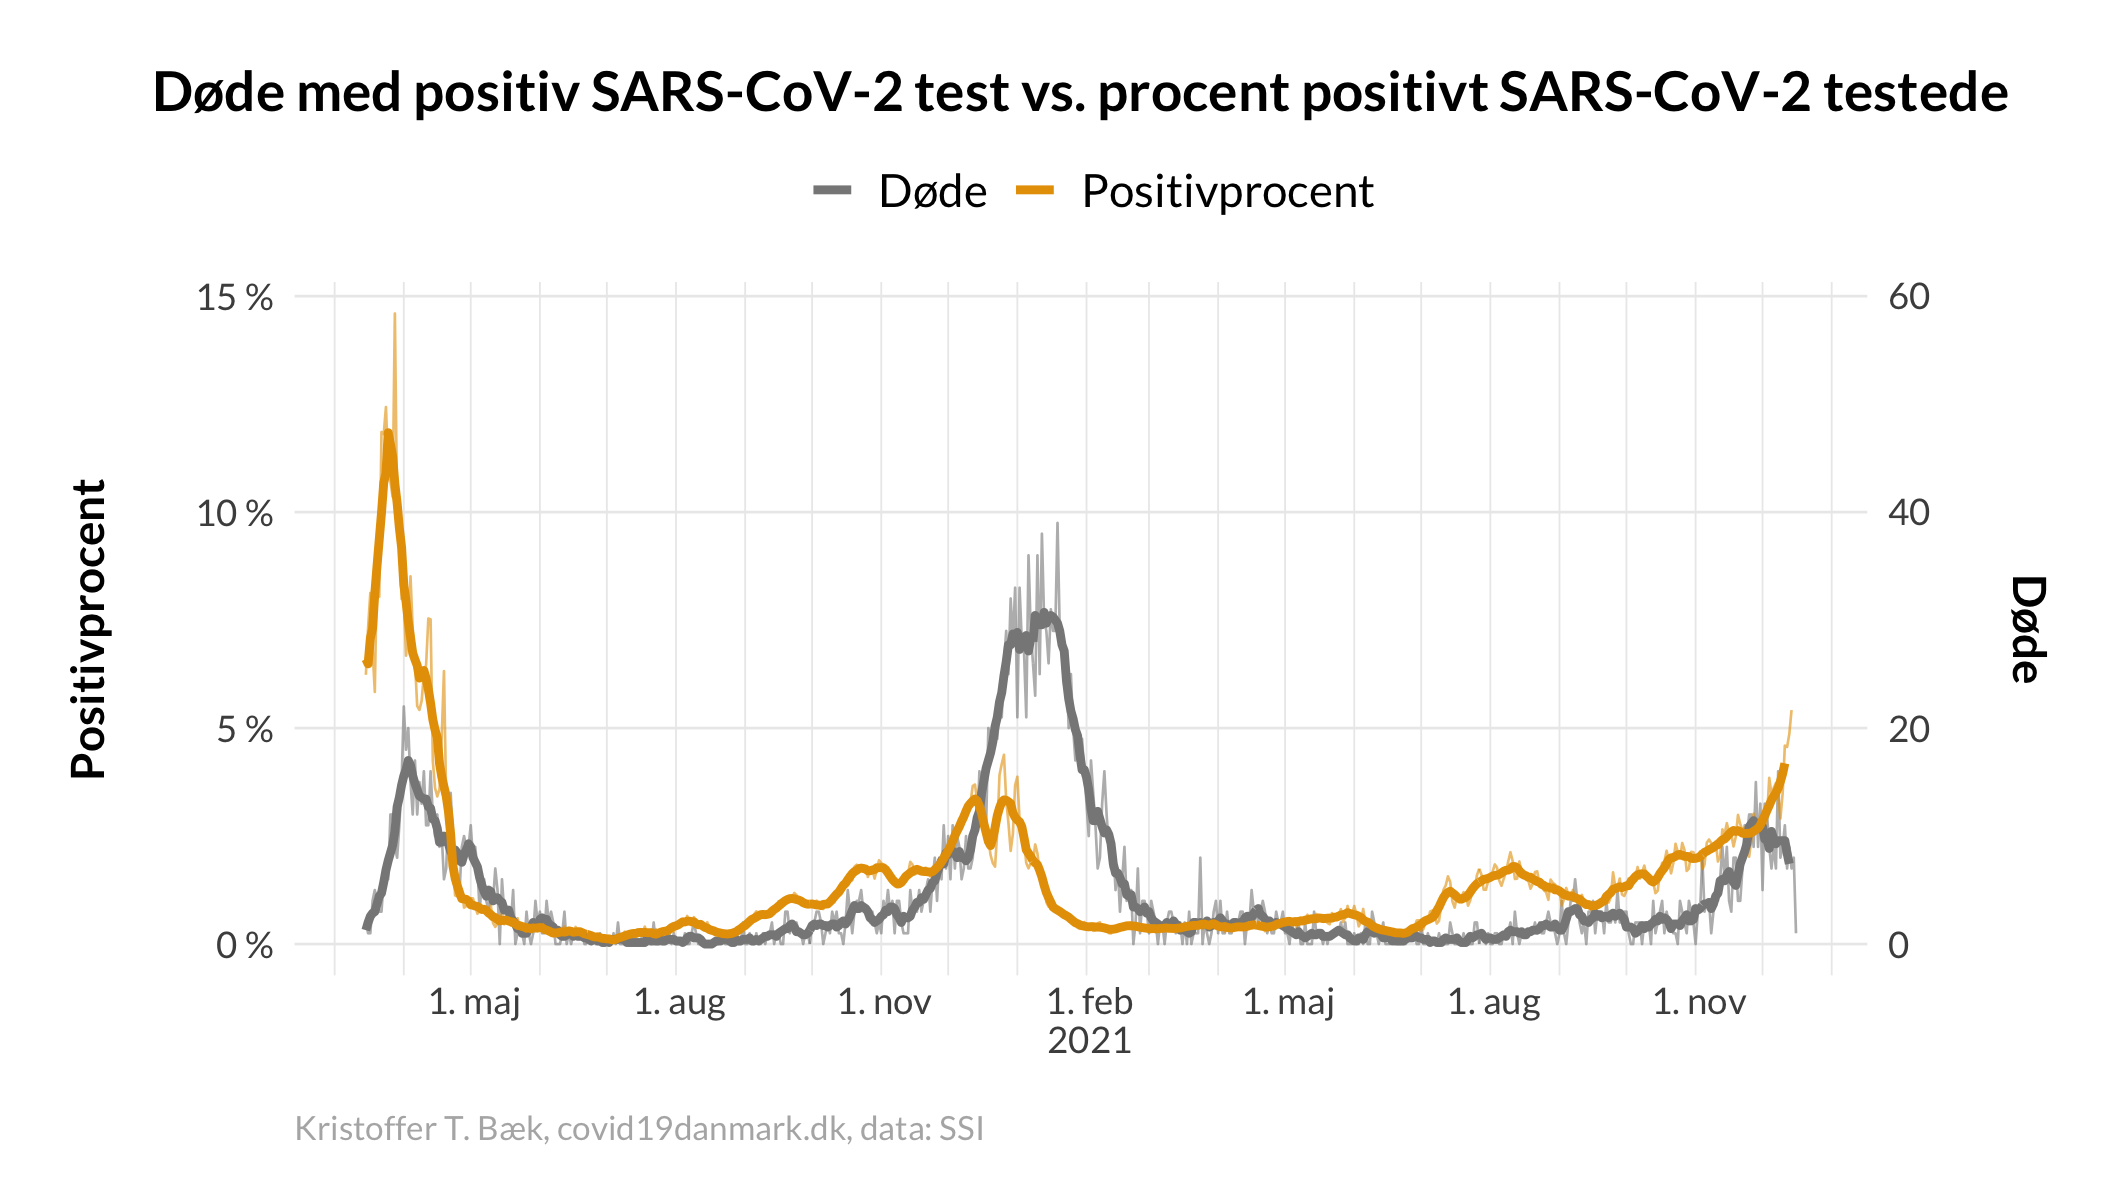 Døde med positiv SARS-CoV-2 test vs. procent positivt SARS-CoV-2 testede
Døde Positivprocent
Positivprocent
15 %
10 %
5 %
0 %
60
40
20
0
Døde
1. maj 1. aug 1. nov 1. feb 1. maj 1. aug 1. nov
2021
Kristoffer T. Bæk, covid19danmark.dk, data: SSI